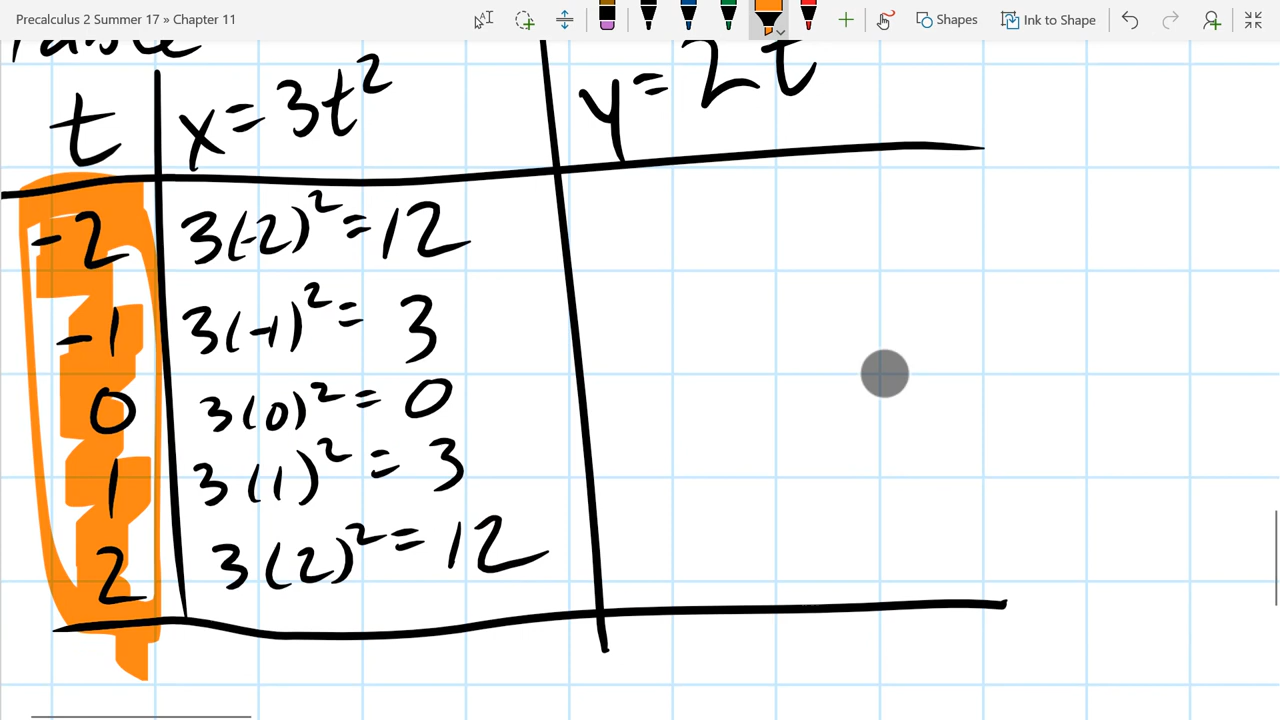 Precalculus 2 Summer 17 » Chapter 11
Shapes
Ink to Shape
t
x = 3t²
y = 2t
-2
3(-2)² = 12
-1
3(-1)² = 3
0
3(0)² = 0
1
3(1)² = 3
2
3(2)² = 12